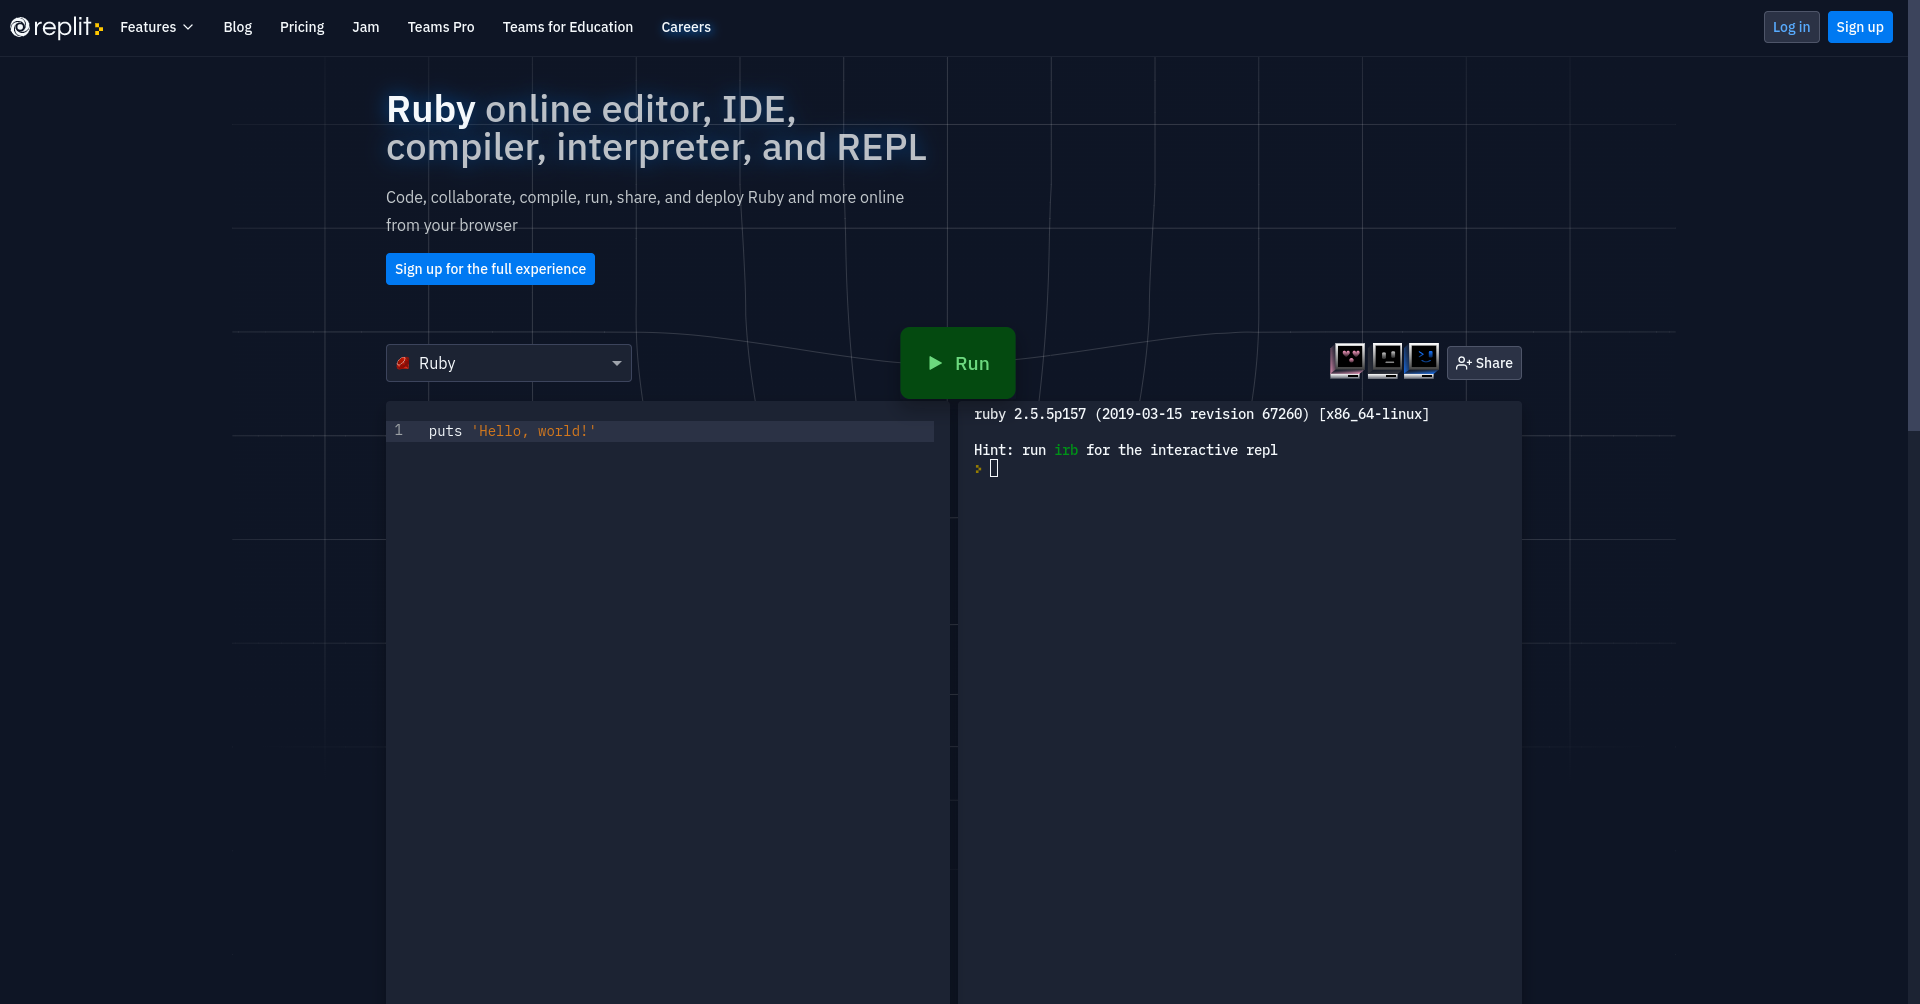 replit
Features
Blog
Pricing
Jam
Teams Pro
Teams for Education
Careers
Log in
Sign up
Ruby online editor, IDE,
compiler, interpreter, and REPL
Code, collaborate, compile, run, share, and deploy Ruby and more online
from your browser
Sign up for the full experience
Ruby
Run
Share
1 puts 'Hello, world!'
ruby 2.5.5p157 (2019-03-15 revision 67260) [x86_64-linux]
Hint: run irb for the interactive repl